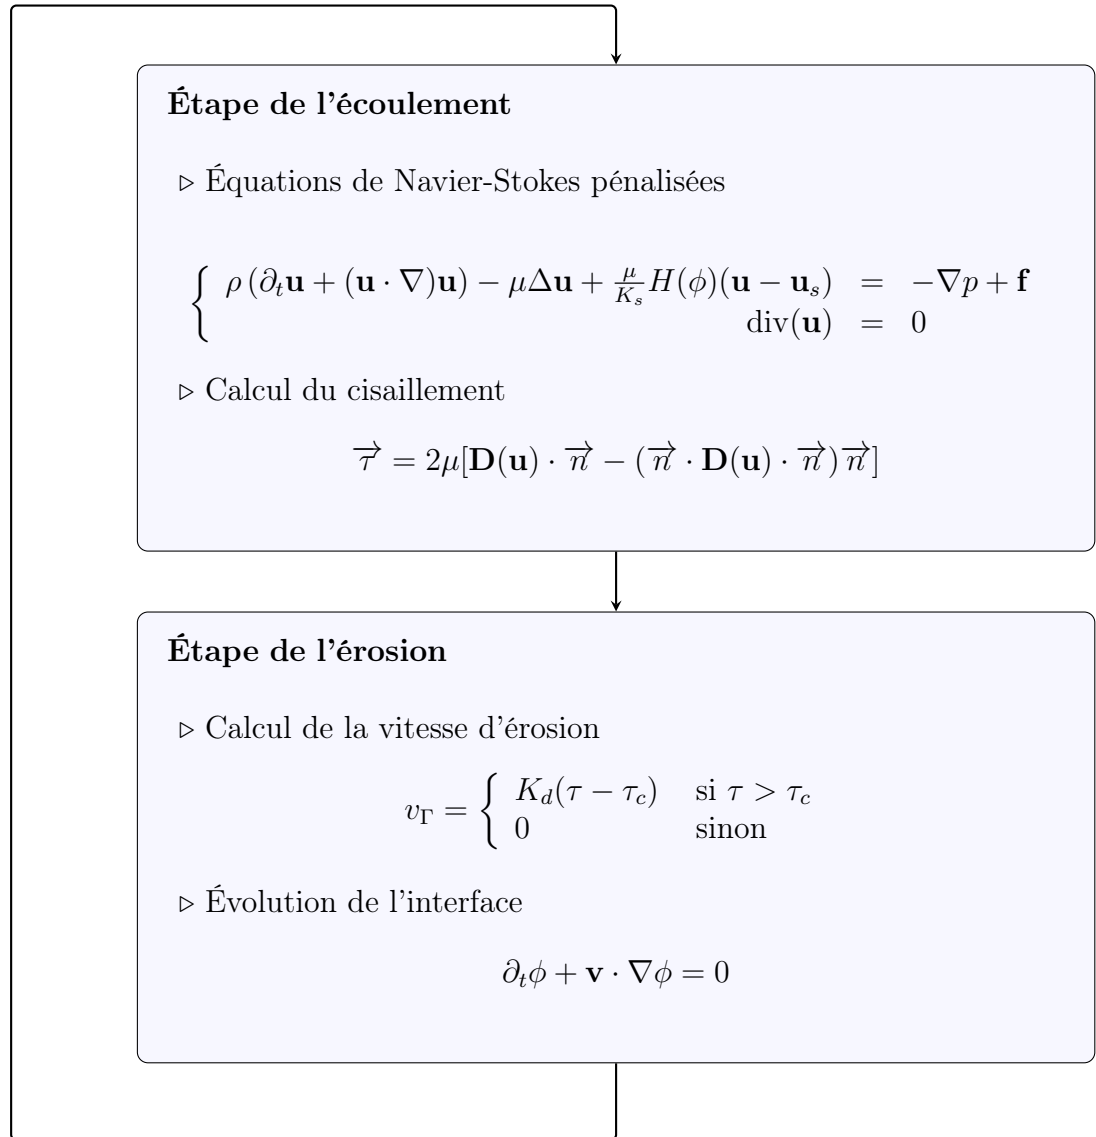 Étape de l'écoulement
▷ Équations de Navier-Stokes pénalisées
{ ρ (∂ₜ𝐮 + (𝐮 · ∇)𝐮) − μΔ𝐮 + μ/Kₛ H(ϕ)(𝐮 − 𝐮ₛ) = −∇p + 𝐟
div(𝐮) = 0
▷ Calcul du cisaillement
τ⃗ = 2μ[𝐃(𝐮) · n⃗ − (n⃗ · 𝐃(𝐮) · n⃗)n⃗]
Étape de l'érosion
▷ Calcul de la vitesse d'érosion
v_Γ = { K_d(τ − τ_c) si τ > τ_c
0 sinon
▷ Évolution de l'interface
∂ₜϕ + 𝐯 · ∇ϕ = 0